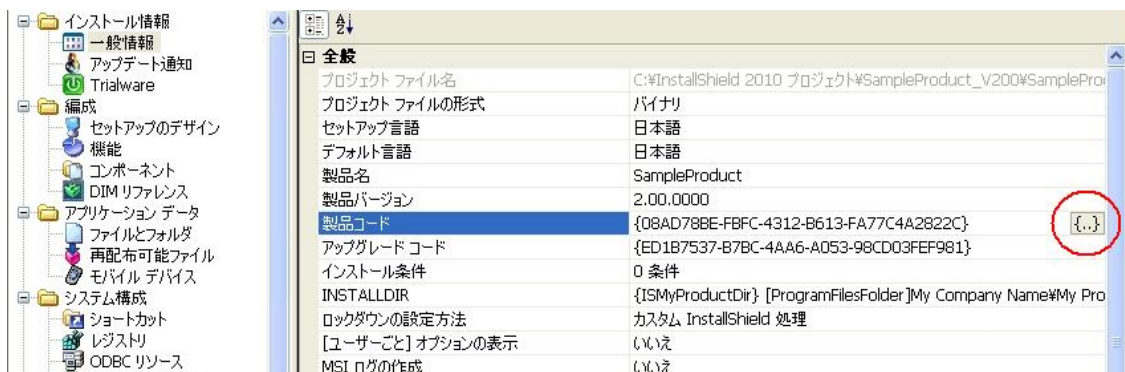 インストール情報
一般情報
アップデート通知
Trialware
編成
セットアップのデザイン
機能
コンポーネント
DIM リファレンス
アプリケーション データ
ファイルとフォルダ
再配布可能ファイル
モバイル デバイス
システム構成
ショートカット
レジストリ
ODBC リソース
全般
プロジェクト ファイル名 C:¥InstallShield 2010 プロジェクト¥SampleProduct_V200¥SamplePro
プロジェクト ファイルの形式 バイナリ
セットアップ言語 日本語
デフォルト言語 日本語
製品名 SampleProduct
製品バージョン 2.00.0000
製品コード {08AD78BE-FBFC-4312-B613-FA77C4A2822C} {..}
アップグレード コード {ED1B7537-B7BC-4AA6-A053-98CD03FEF981}
インストール条件 0 条件
INSTALLDIR {ISMyProductDir} [ProgramFilesFolder]My Company Name¥My Pro
ロックダウンの設定方法 カスタム InstallShield 処理
[ユーザーごと] オプションの表示 いいえ
MSI ログの作成 いいえ